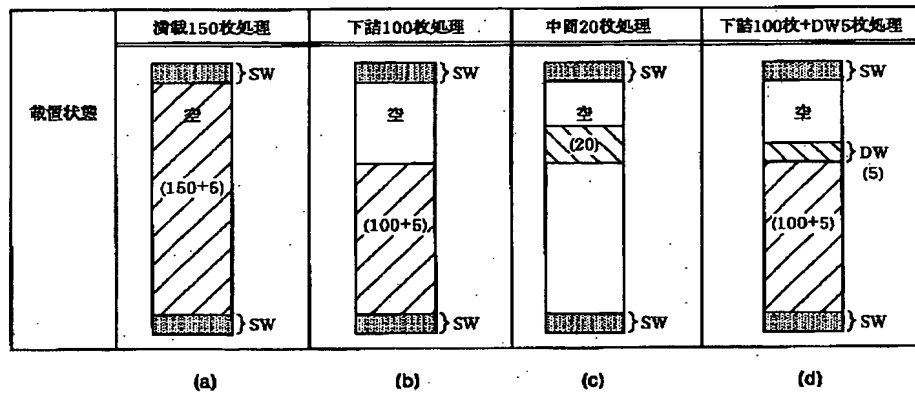 満載150枚処理
下詰100枚処理
中間20枚処理
下詰100枚+DW5枚処理
載置状態
SW
空
(150+5)
SW
(a)
SW
空
(100+5)
SW
(b)
SW
空
(20)
SW
(c)
SW
空
DW
(5)
(100+5)
SW
(d)